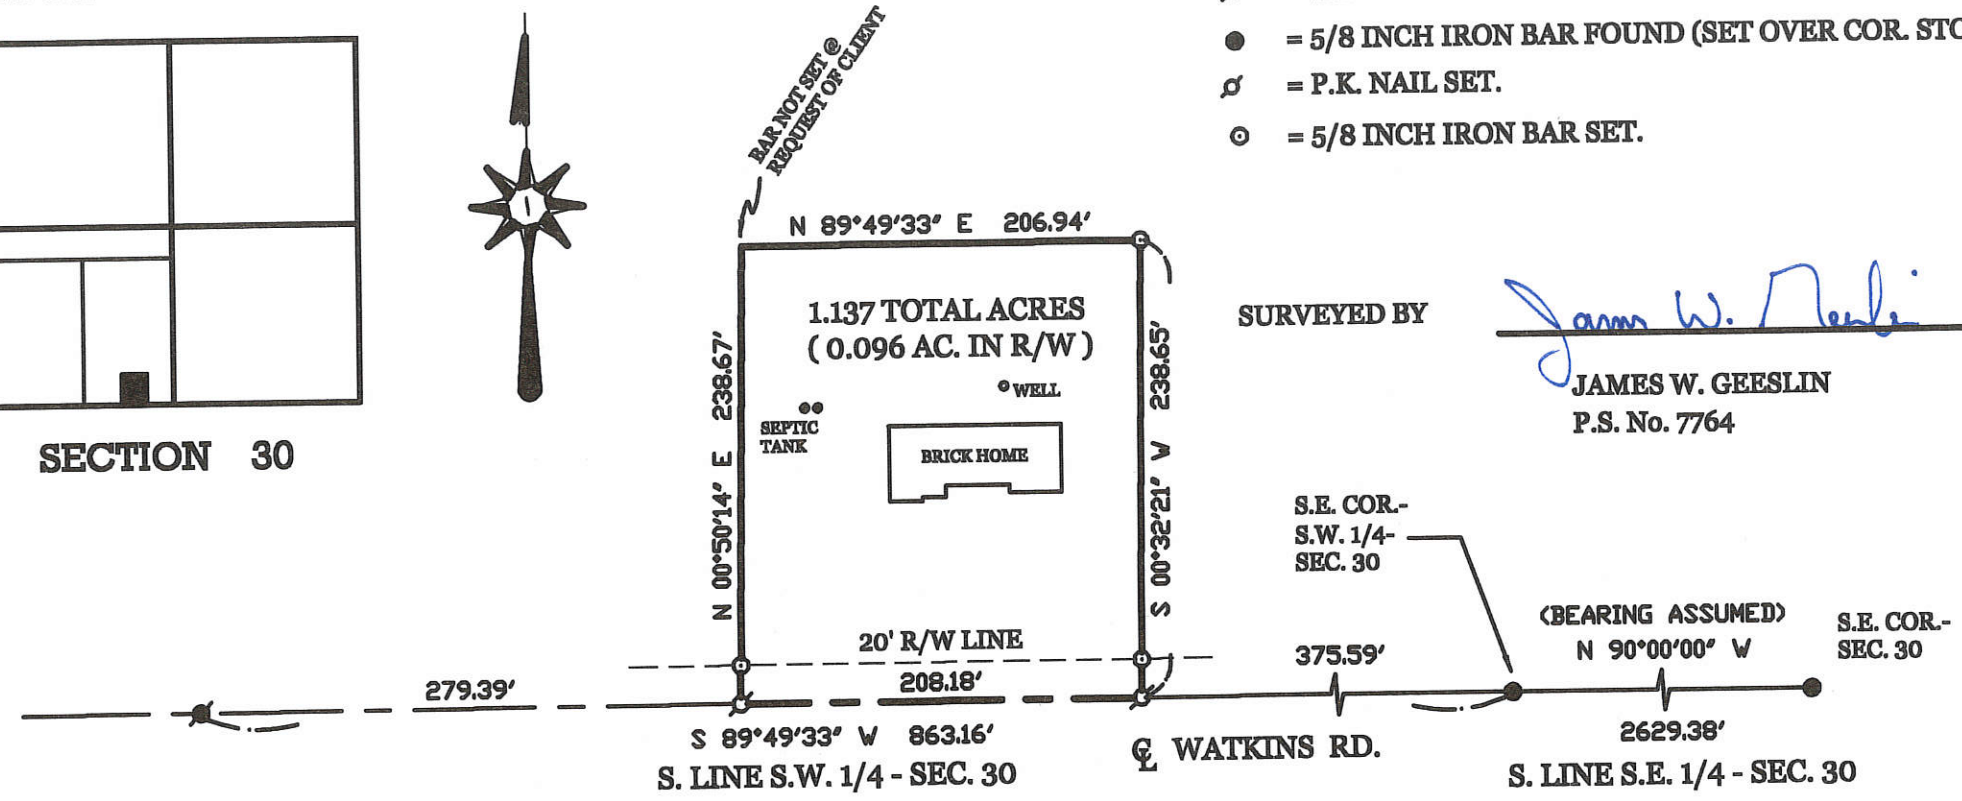 = 5/8 INCH IRON BAR FOUND (SET OVER COR. STO
= P.K. NAIL SET.
= 5/8 INCH IRON BAR SET.
BAR NOT SET @
REQUEST OF CLIENT
N 89°49'33" E 206.94'
1.137 TOTAL ACRES
( 0.096 AC. IN R/W )
WELL
SEPTIC
TANK
BRICK HOME
N 00°50'14" E 238.67'
S 00°32'21" W 238.65'
SURVEYED BY
James W. Geeslin
JAMES W. GEESLIN
P.S. No. 7764
SECTION 30
S.E. COR.-
S.W. 1/4-
SEC. 30
(BEARING ASSUMED)
N 90°00'00" W
S.E. COR.-
SEC. 30
20' R/W LINE
279.39'
208.18'
375.59'
S 89°49'33" W 863.16'
S. LINE S.W. 1/4 - SEC. 30
℄ WATKINS RD.
2629.38'
S. LINE S.E. 1/4 - SEC. 30